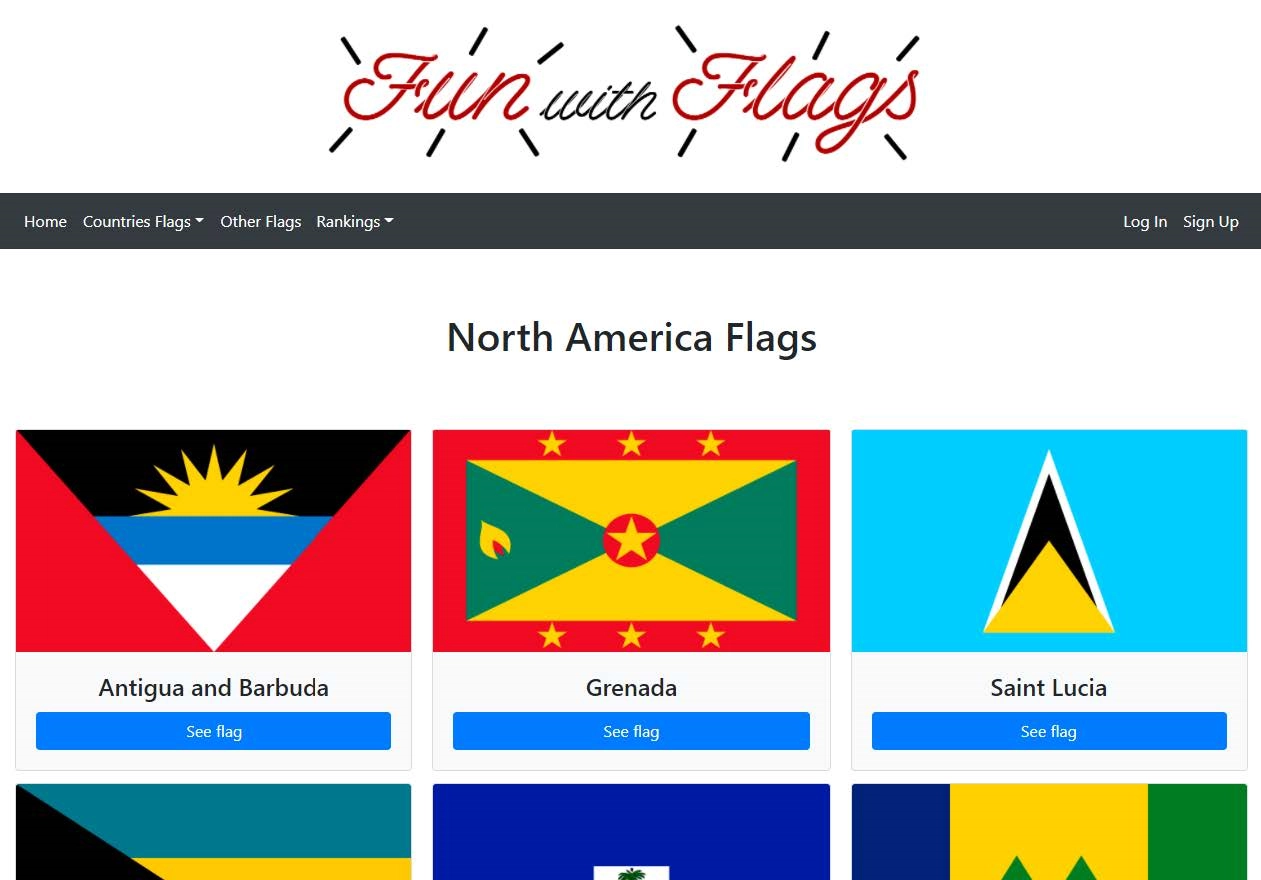 Fun with Flags
Home Countries Flags Other Flags Rankings Log In Sign Up
North America Flags
Antigua and Barbuda Grenada Saint Lucia
See flag See flag See flag